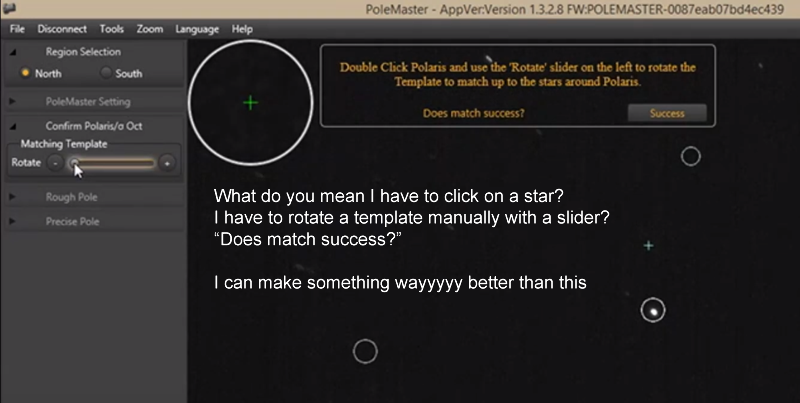 PoleMaster - AppVer:Version 1.3.2.8 FW:POLEMASTER-0087eab07bd4ec439
File Disconnect Tools Zoom Language Help
Region Selection
North South
PoleMaster Setting
Confirm Polaris/σ Oct
Matching Template
Rotate - +
Rough Pole
Precise Pole
Double Click Polaris and use the 'Rotate' slider on the left to rotate the
Template to match up to the stars around Polaris.
Does match success? Success
What do you mean I have to click on a star?
I have to rotate a template manually with a slider?
“Does match success?”
I can make something wayyyyy better than this